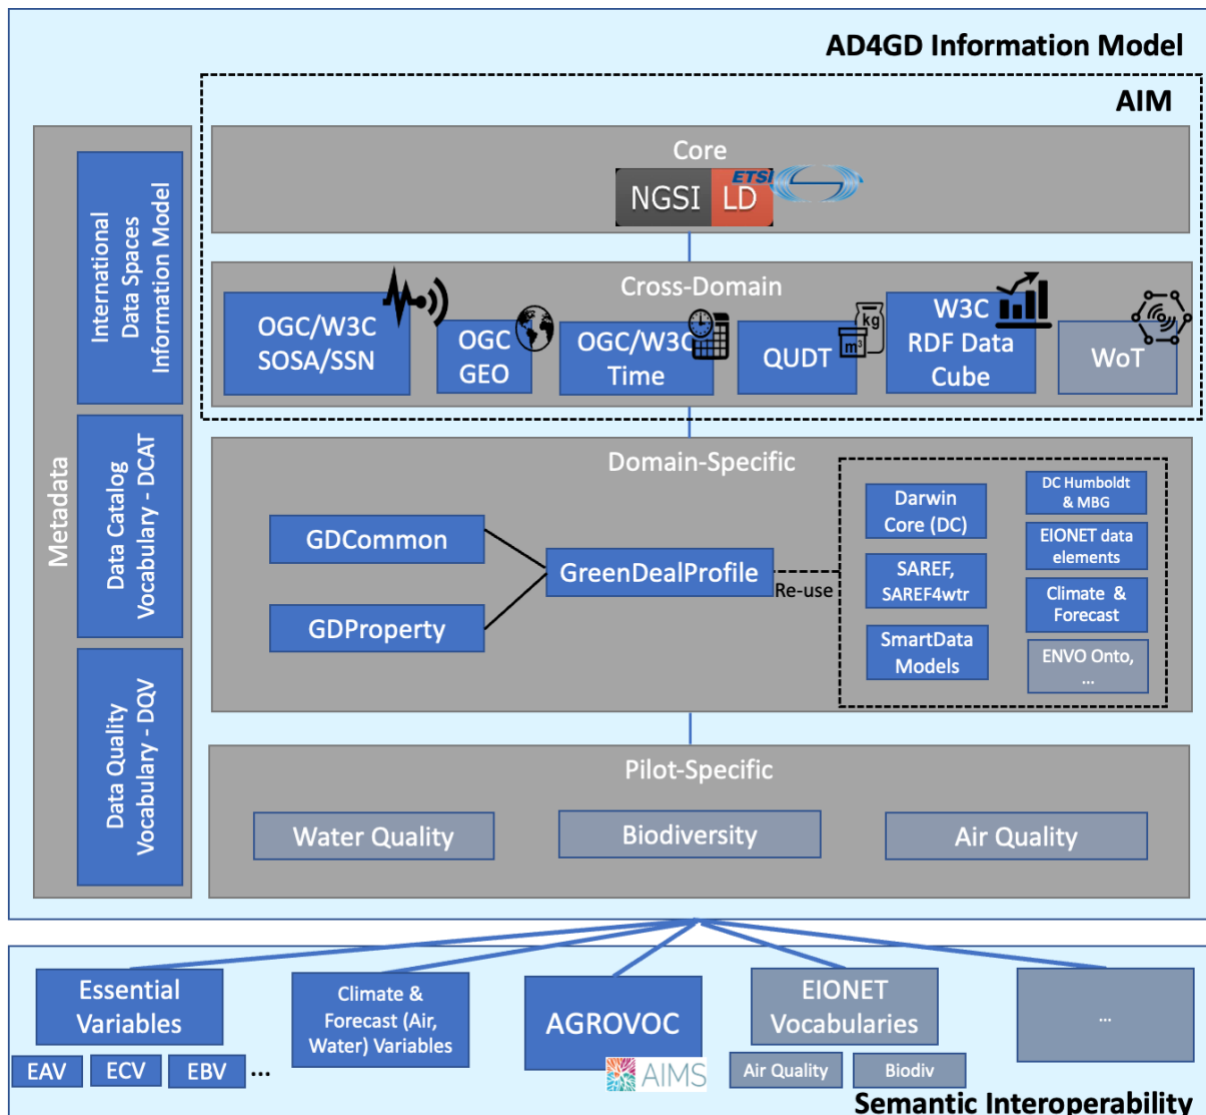 AD4GD Information Model
AIM
Metadata
International
Data Spaces
Information Model
Data Catalog
Vocabulary - DCAT
Data Quality
Vocabulary - DQV
Core
NGSI LD
ETSI
Cross-Domain
OGC/W3C
SOSA/SSN
OGC
GEO
OGC/W3C
Time
QUDT
kg
m³
W3C
RDF Data
Cube
WoT
Domain-Specific
GDCommon
GDProperty
GreenDealProfile
Re-use
Darwin
Core (DC)
SAREF,
SAREF4wtr
SmartData
Models
DC Humboldt
& MBG
EIONET data
elements
Climate &
Forecast
ENVO Onto,
...
Pilot-Specific
Water Quality
Biodiversity
Air Quality
Essential
Variables
EAV
ECV
EBV
...
Climate &
Forecast (Air,
Water) Variables
AGROVOC
AIMS
EIONET
Vocabularies
Air Quality
Biodiv
...
Semantic Interoperability